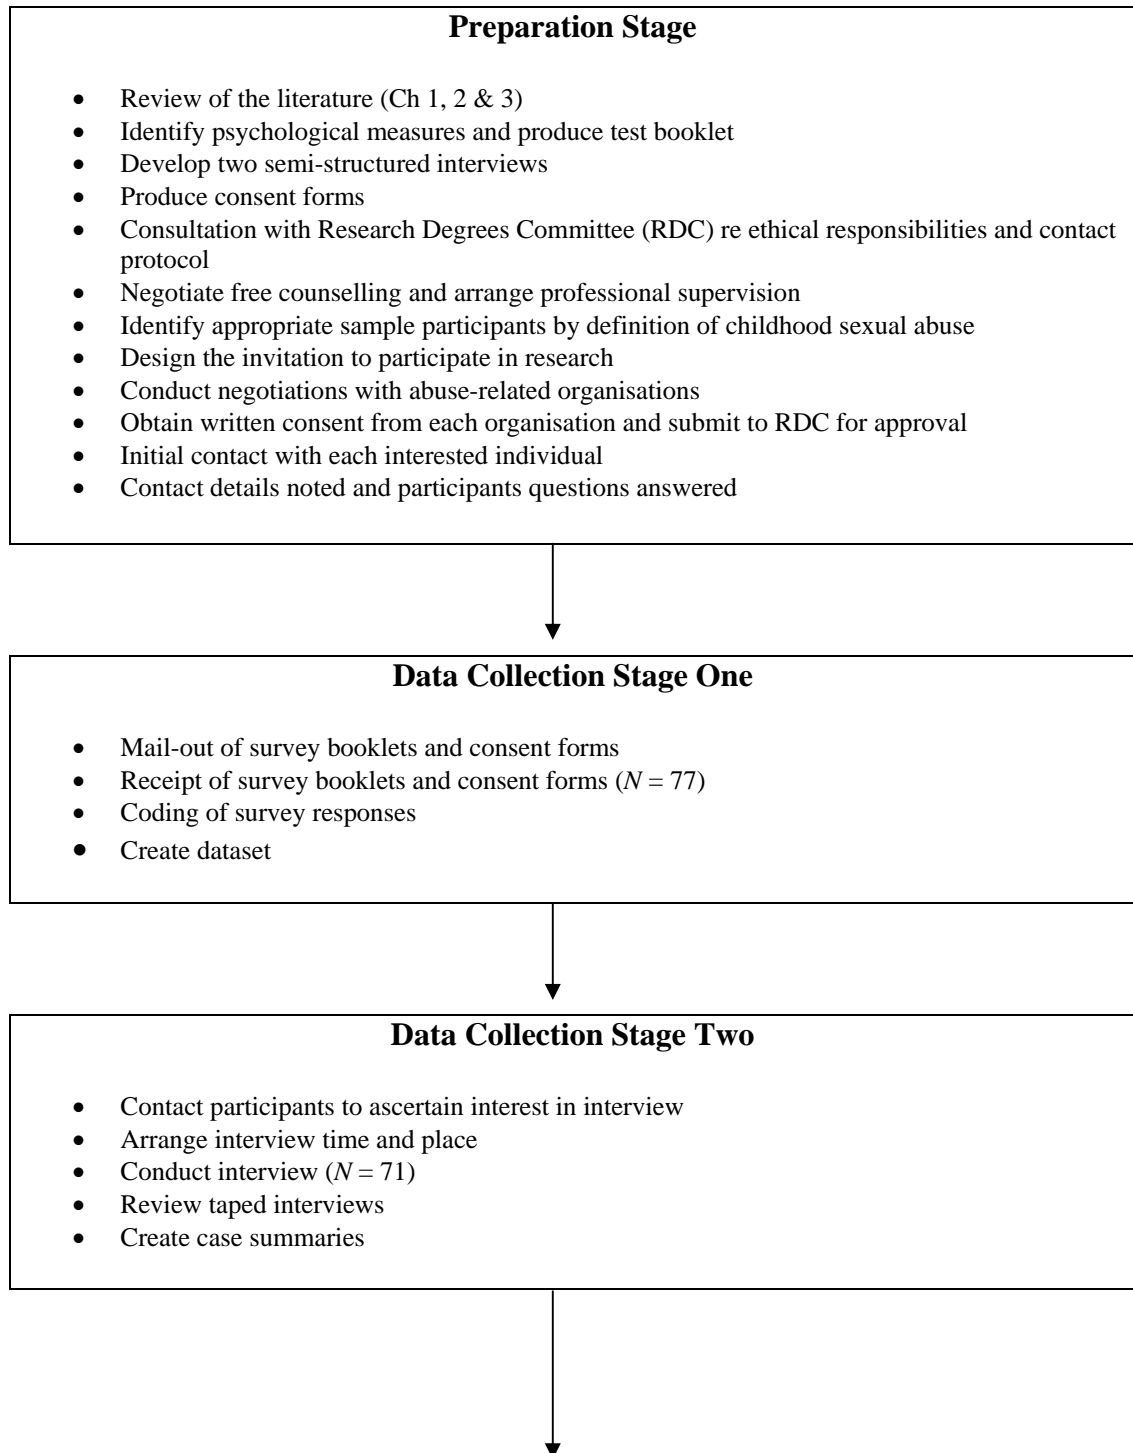 Preparation Stage
• Review of the literature (Ch 1, 2 & 3)
• Identify psychological measures and produce test booklet
• Develop two semi-structured interviews
• Produce consent forms
• Consultation with Research Degrees Committee (RDC) re ethical responsibilities and contact
protocol
• Negotiate free counselling and arrange professional supervision
• Identify appropriate sample participants by definition of childhood sexual abuse
• Design the invitation to participate in research
• Conduct negotiations with abuse-related organisations
• Obtain written consent from each organisation and submit to RDC for approval
• Initial contact with each interested individual
• Contact details noted and participants questions answered
Data Collection Stage One
• Mail-out of survey booklets and consent forms
• Receipt of survey booklets and consent forms (N = 77)
• Coding of survey responses
• Create dataset
Data Collection Stage Two
• Contact participants to ascertain interest in interview
• Arrange interview time and place
• Conduct interview (N = 71)
• Review taped interviews
• Create case summaries